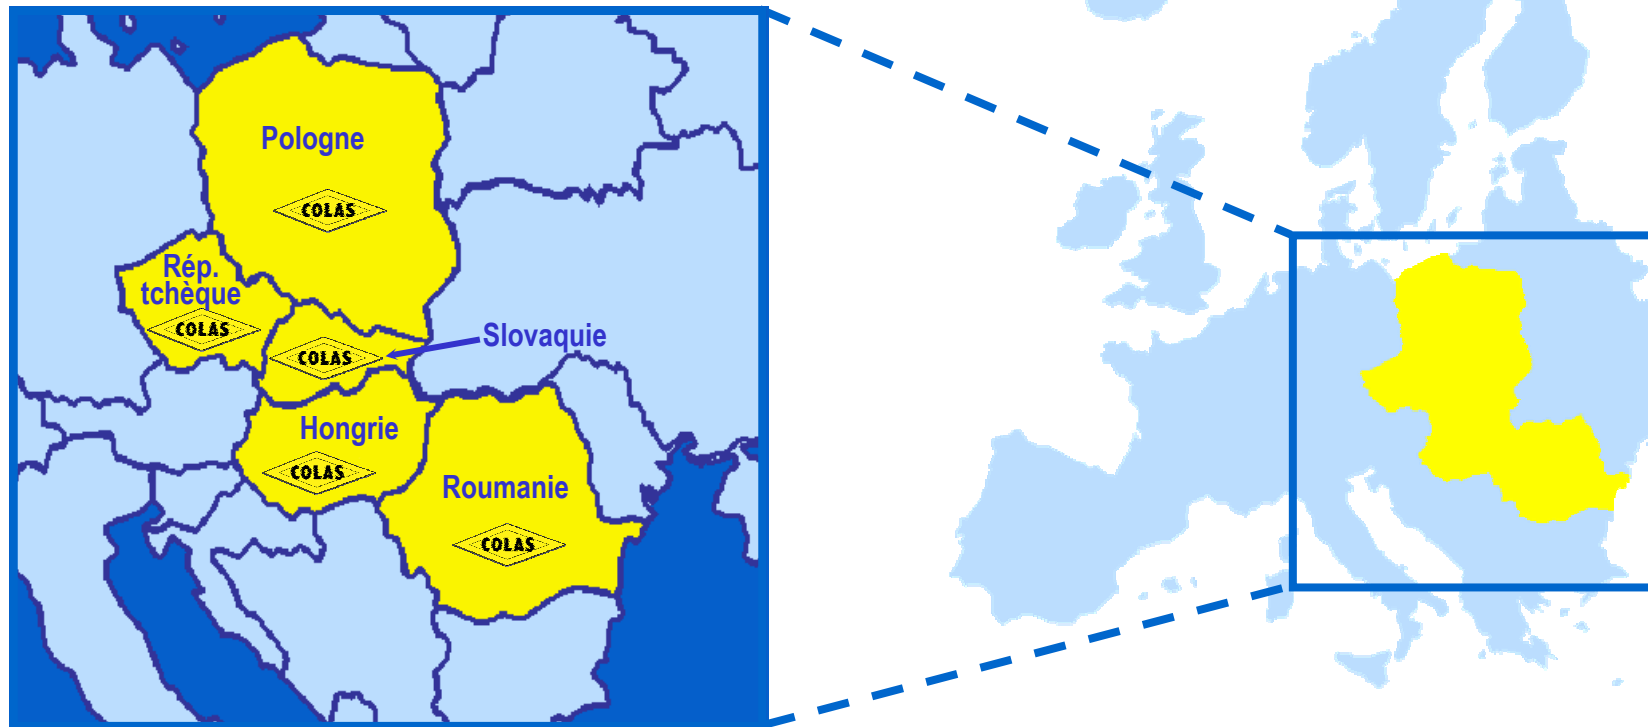 Pologne
COLAS
Rép.
tchèque
COLAS
Slovaquie
COLAS
Hongrie
COLAS
Roumanie
COLAS